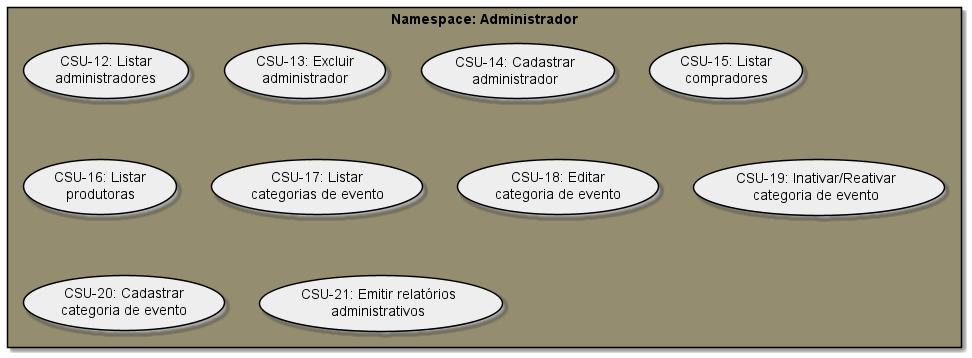 Namespace: Administrador
CSU-12: Listar
administradores
CSU-13: Excluir
administrador
CSU-14: Cadastrar
administrador
CSU-15: Listar
compradores
CSU-16: Listar
produtoras
CSU-17: Listar
categorias de evento
CSU-18: Editar
categoria de evento
CSU-19: Inativar/Reativar
categoria de evento
CSU-20: Cadastrar
categoria de evento
CSU-21: Emitir relatórios
administrativos